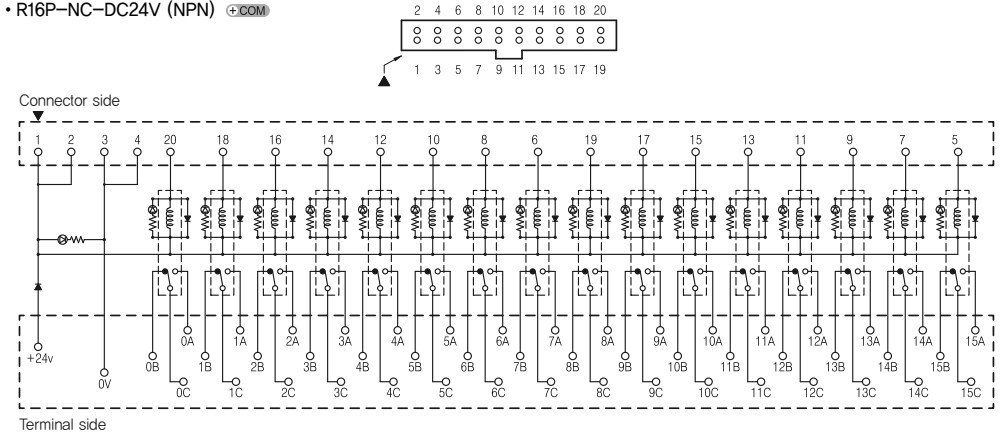 • R16P-NC-DC24V (NPN) + COM
2 4 6 8 10 12 14 16 18 20
1 3 5 7 9 11 13 15 17 19
Connector side
1 2 3 4 20 18 16 14 12 10 8 6 19 17 15 13 11 9 7 5
0A 1A 2A 3A 4A 5A 6A 7A 8A 9A 10A 11A 12A 13A 14A 15A
+24v 0B 1B 2B 3B 4B 5B 6B 7B 8B 9B 10B 11B 12B 13B 14B 15B
0V 0C 1C 2C 3C 4C 5C 6C 7C 8C 9C 10C 11C 12C 13C 14C 15C
Terminal side